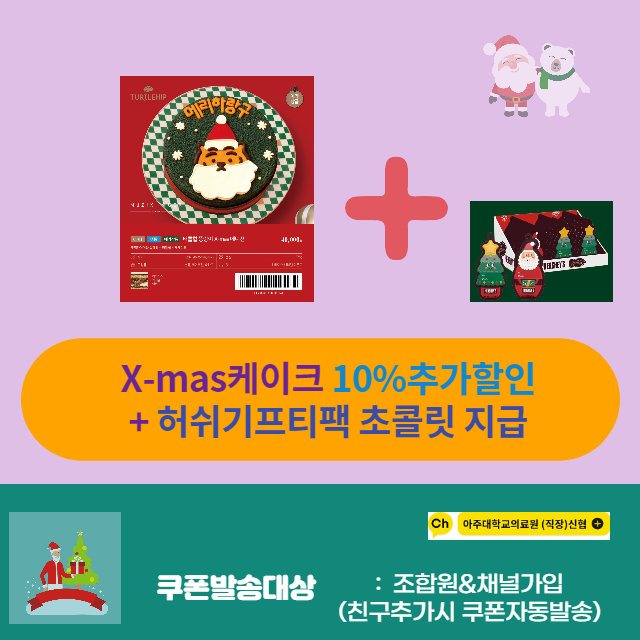 TURTLEHIP
메리하랑구
X-mas케이크 10%추가할인
+ 허쉬기프티팩 초콜릿 지급
HERSHEY'S
Ch 아주대학교의료원 (직장)신협
쿠폰발송대상 : 조합원&채널가입
(친구추가시 쿠폰자동발송)